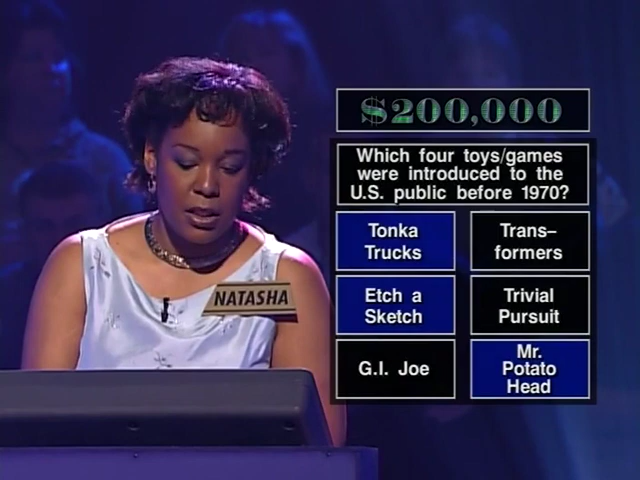 $200,000
Which four toys/games
were introduced to the
U.S. public before 1970?
Tonka
Trucks
Trans–
formers
Etch a
Sketch
Trivial
Pursuit
G.I. Joe
Mr.
Potato
Head
NATASHA